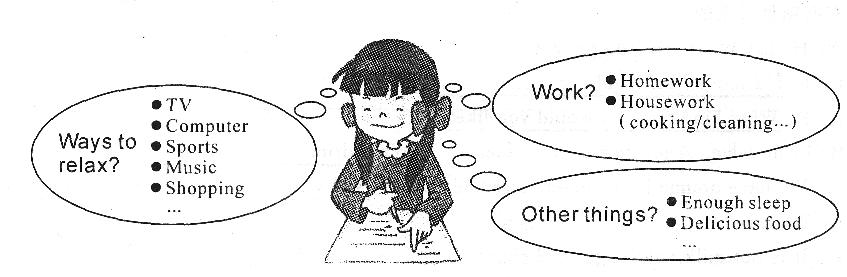 Ways to
relax?
● TV
● Computer
● Sports
● Music
● Shopping
...
Work?
● Homework
● Housework
(cooking/cleaning...)
Other things?
● Enough sleep
● Delicious food
...